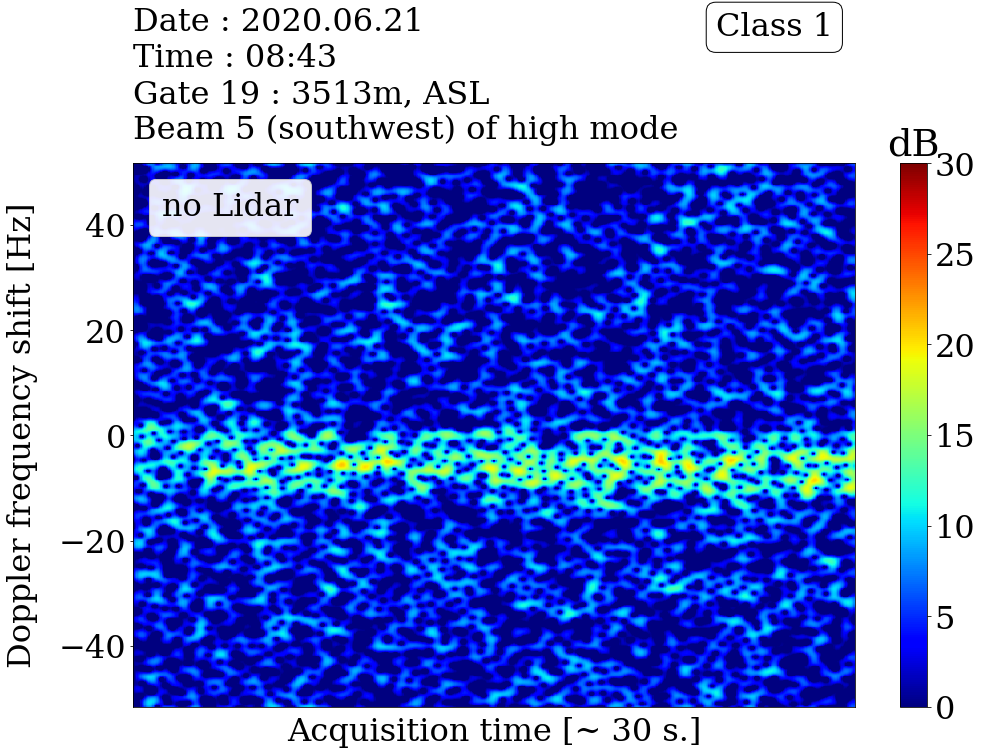 Date : 2020.06.21
Time : 08:43
Gate 19 : 3513m, ASL
Beam 5 (southwest) of high mode
Class 1
dB
no Lidar
Doppler frequency shift [Hz]
40
20
0
−20
−40
30
25
20
15
10
5
0
Acquisition time [~ 30 s.]